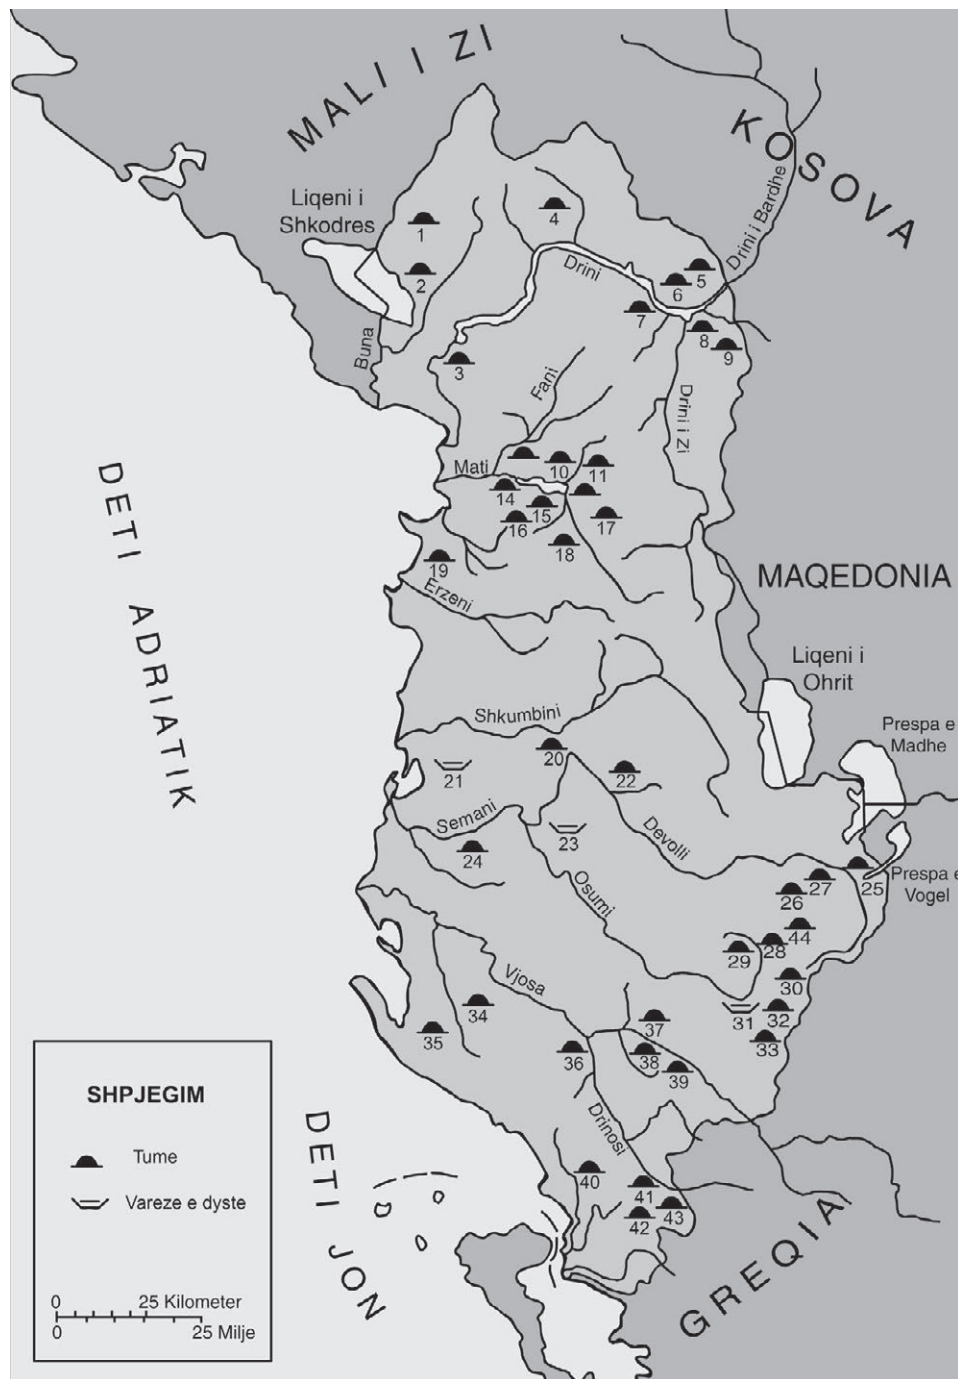 MALI I ZI
KOSOVA
Liqeni i
Shkodres
Drini i Bardhe
4
1
Drini
5
2
6
7
8
Buna
9
3
Fani
Drini i Zi
Mati
10
11
14
15
16
17
18
DETI ADRIATIK
19
MAQEDONIA
Erzeni
Liqeni i
Ohrit
Shkumbini
Prespa e
Madhe
20
21
22
Semani
23
Devolli
24
Osumi
25
Prespa e
Vogel
27
26
44
28
29
30
Vjosa
34
31
32
35
37
33
36
38
39
SHPJEGIM
Tume
Vareze e dyste
0 25 Kilometer
0 25 Milje
DETI JON
Drinosi
40
41
42
43
GREQIA